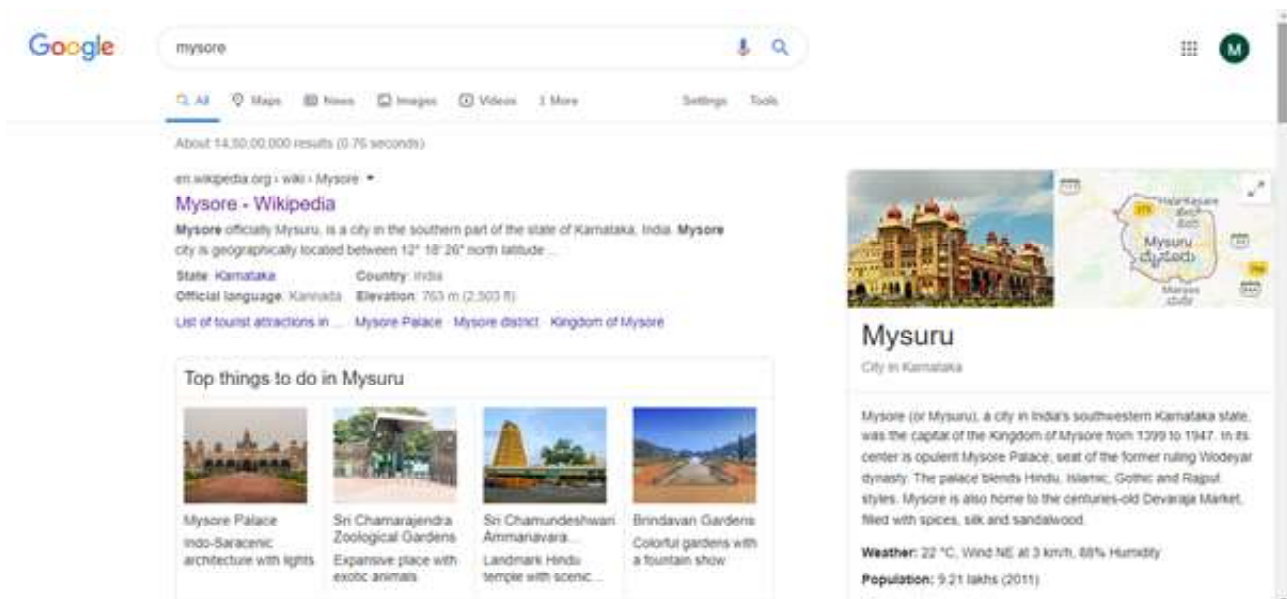 Google
mysore
All Maps News Images Videos More Settings Tools
About 14,50,00,000 results (0.76 seconds)
en.wikipedia.org › wiki › Mysore
Mysore - Wikipedia
Mysore officially Mysuru, is a city in the southern part of the state of Karnataka, India. Mysore
city is geographically located between 12° 18′ 26″ north latitude ...
State: Karnataka Country: India
Official language: Kannada Elevation: 763 m (2,503 ft)
List of tourist attractions in ... · Mysore Palace · Mysore district · Kingdom of Mysore
Top things to do in Mysuru
Mysore Palace
Indo-Saracenic
architecture with lights
Sri Chamarajendra
Zoological Gardens
Expansive place with
exotic animals
Sri Chamundeshwari
Ammanavara...
Landmark Hindu
temple with scenic...
Brindavan Gardens
Colorful gardens with
a fountain show
M
275
Mysuru
ಮೈಸೂರು
Mysuru
City in Karnataka
Mysore (or Mysuru), a city in India's southwestern Karnataka state,
was the capital of the Kingdom of Mysore from 1399 to 1947. In its
center is opulent Mysore Palace, seat of the former ruling Wodeyar
dynasty. The palace blends Hindu, Islamic, Gothic and Rajput
styles. Mysore is also home to the centuries-old Devaraja Market,
filled with spices, silk and sandalwood.
Weather: 22 °C, Wind NE at 3 km/h, 88% Humidity
Population: 9.21 lakhs (2011)